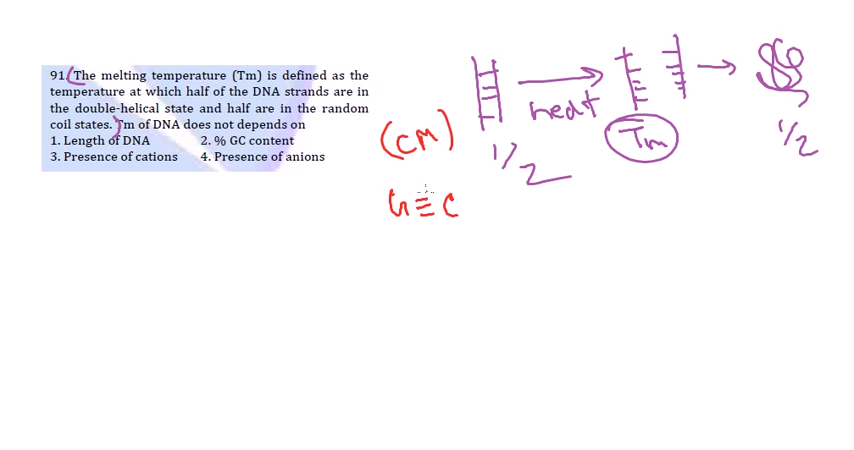 91. The melting temperature (Tm) is defined as the
temperature at which half of the DNA strands are in
the double-helical state and half are in the random
coil states. Tm of DNA does not depends on
1. Length of DNA 2. % GC content
3. Presence of cations 4. Presence of anions
heat
Tm
(CM)
1/2
1/2
G≡C